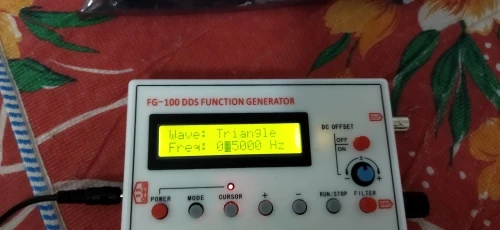 FG-100 DDS FUNCTION GENERATOR
Wave: Triangle
Freq: 0 5000 Hz
DC OFFSET
OFF
ON
- 0 +
POWER
MODE
CURSOR
+
-
RUN/STOP
FILTER